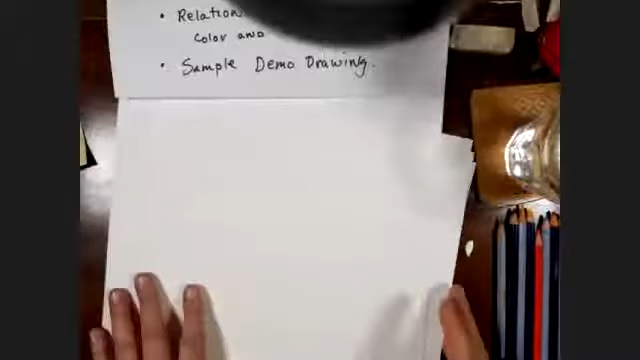 • Relation
Color and
• Sample Demo Drawing.